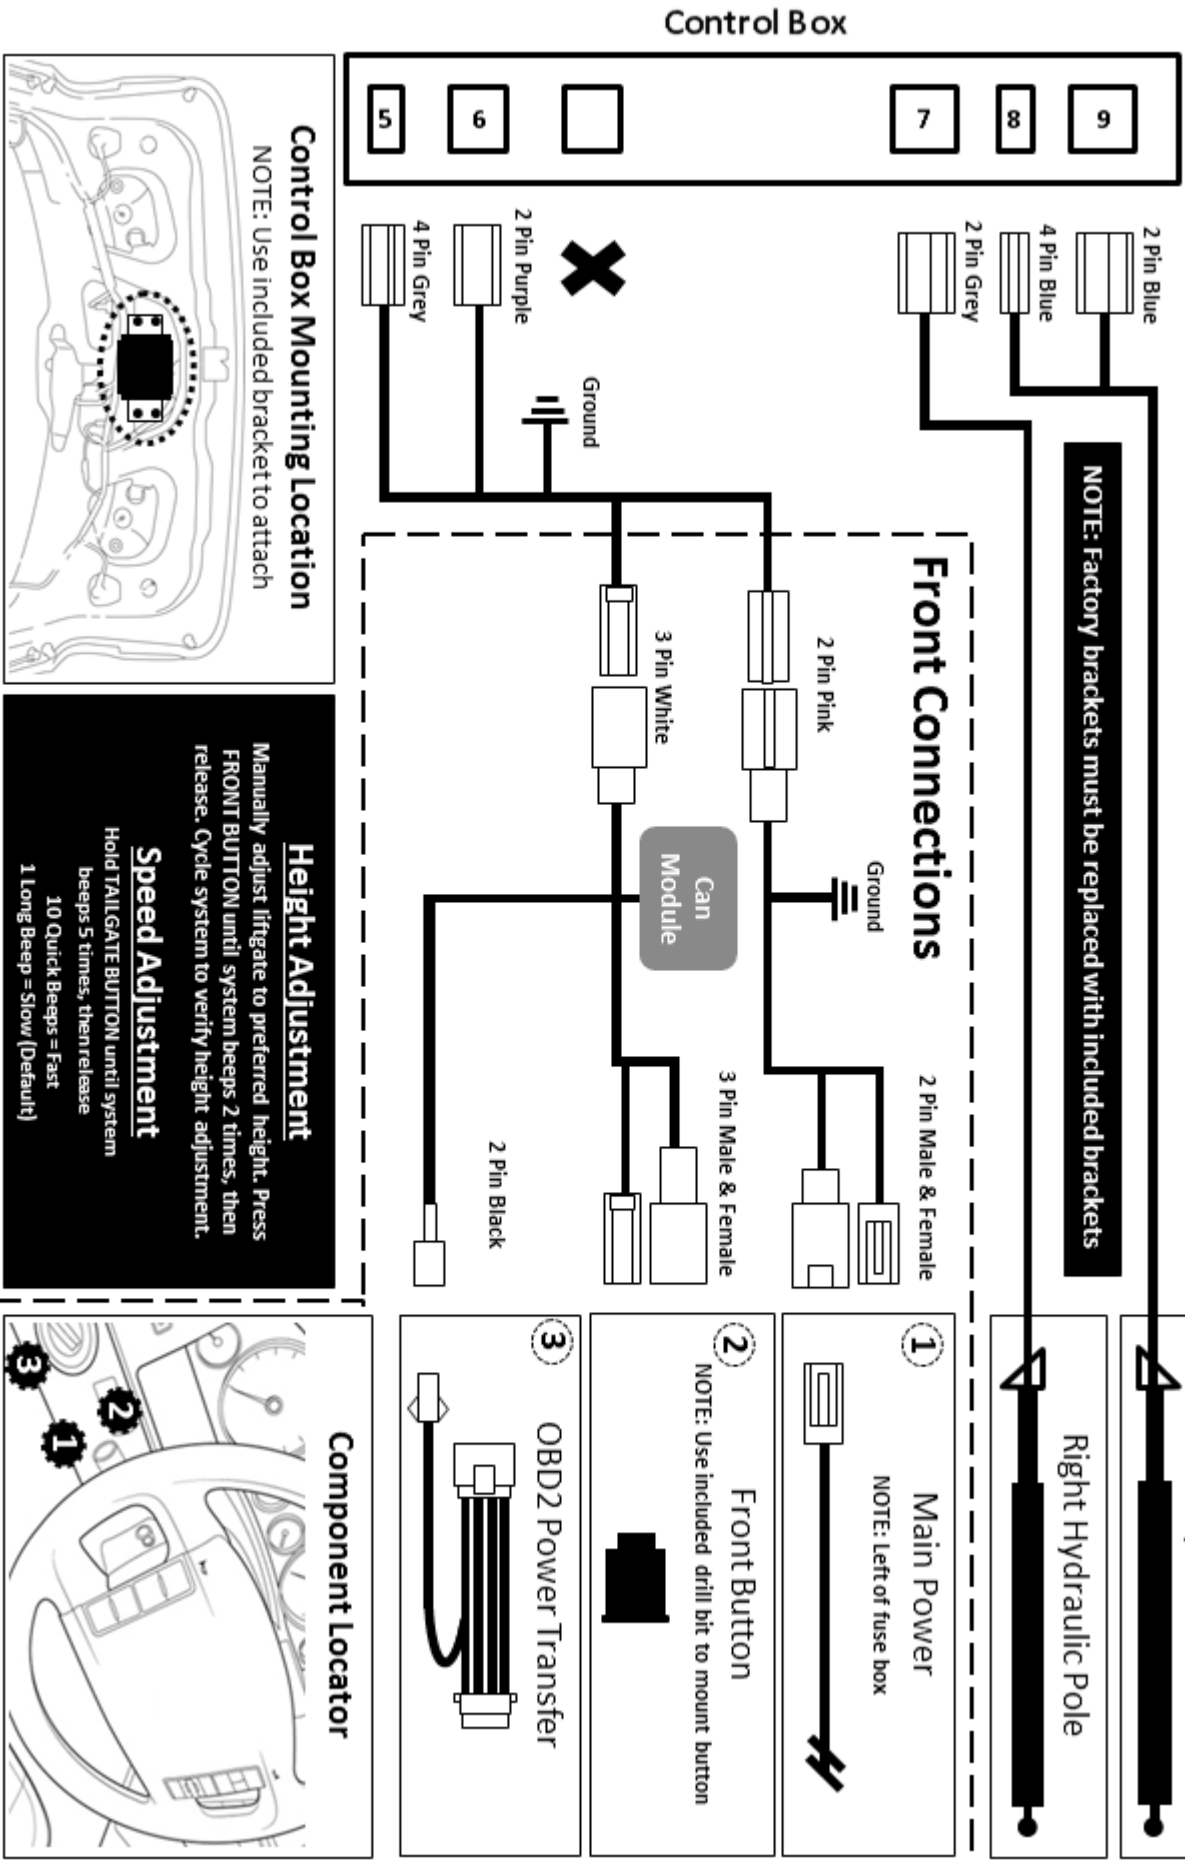 Control Box
9
8
7
6
5
2 Pin Blue
4 Pin Blue
2 Pin Grey
2 Pin Purple
4 Pin Grey
Ground
NOTE: Factory brackets must be replaced with included brackets
Right Hydraulic Pole
Front Connections
2 Pin Pink
Ground
2 Pin Male & Female
3 Pin White
Can
Module
3 Pin Male & Female
2 Pin Black
1
Main Power
NOTE: Left of fuse box
2
Front Button
NOTE: Use included drill bit to mount button
3
OBD2 Power Transfer
Control Box Mounting Location
NOTE: Use included bracket to attach
Height Adjustment
Manually adjust liftgate to preferred height. Press
FRONT BUTTON until system beeps 2 times, then
release. Cycle system to verify height adjustment.
Speed Adjustment
Hold TAILGATE BUTTON until system
beeps 5 times, then release
10 Quick Beeps = Fast
1 Long Beep = Slow (Default)
Component Locator
1
2
3